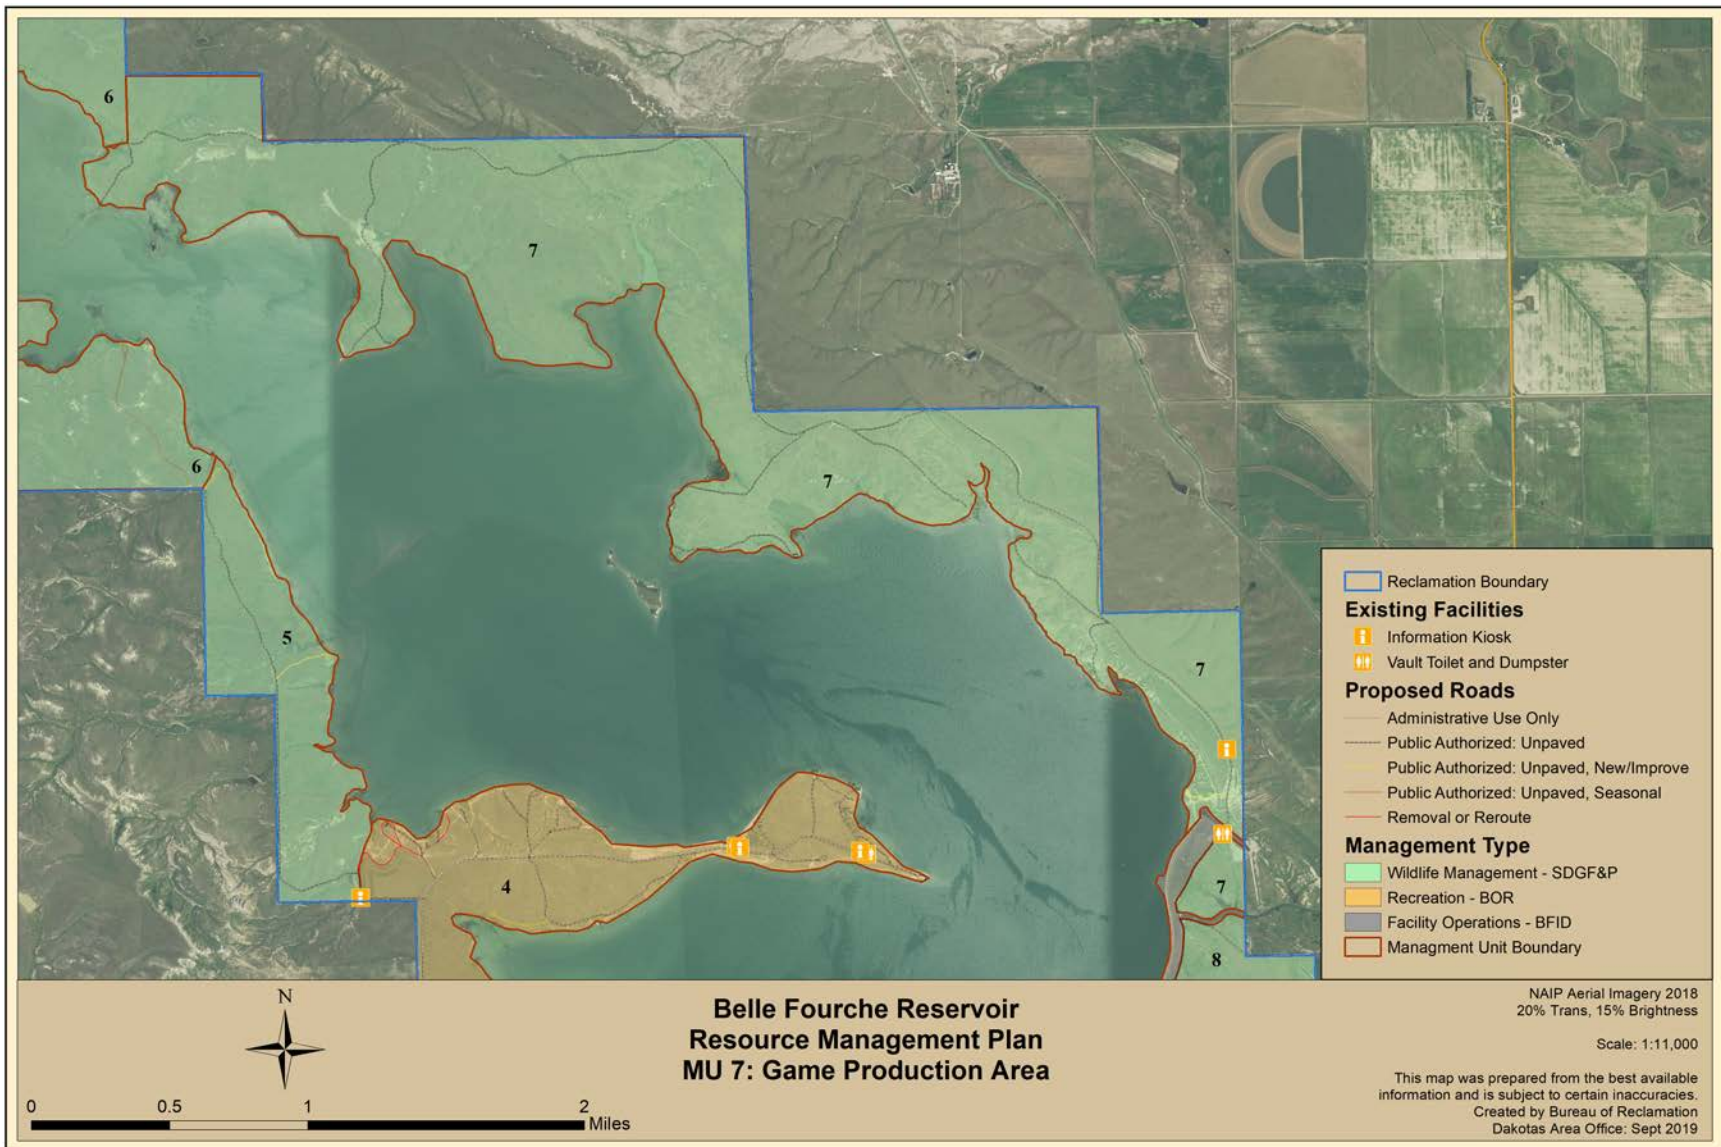 6
7
6
7
5
7
4
7
8
Reclamation Boundary
Existing Facilities
Information Kiosk
Vault Toilet and Dumpster
Proposed Roads
Administrative Use Only
Public Authorized: Unpaved
Public Authorized: Unpaved, New/Improve
Public Authorized: Unpaved, Seasonal
Removal or Reroute
Management Type
Wildlife Management - SDGF&P
Recreation - BOR
Facility Operations - BFID
Managment Unit Boundary
N
0 0.5 1 2
Miles
Belle Fourche Reservoir
Resource Management Plan
MU 7: Game Production Area
NAIP Aerial Imagery 2018
20% Trans, 15% Brightness
Scale: 1:11,000
This map was prepared from the best available
information and is subject to certain inaccuracies.
Created by Bureau of Reclamation
Dakotas Area Office: Sept 2019